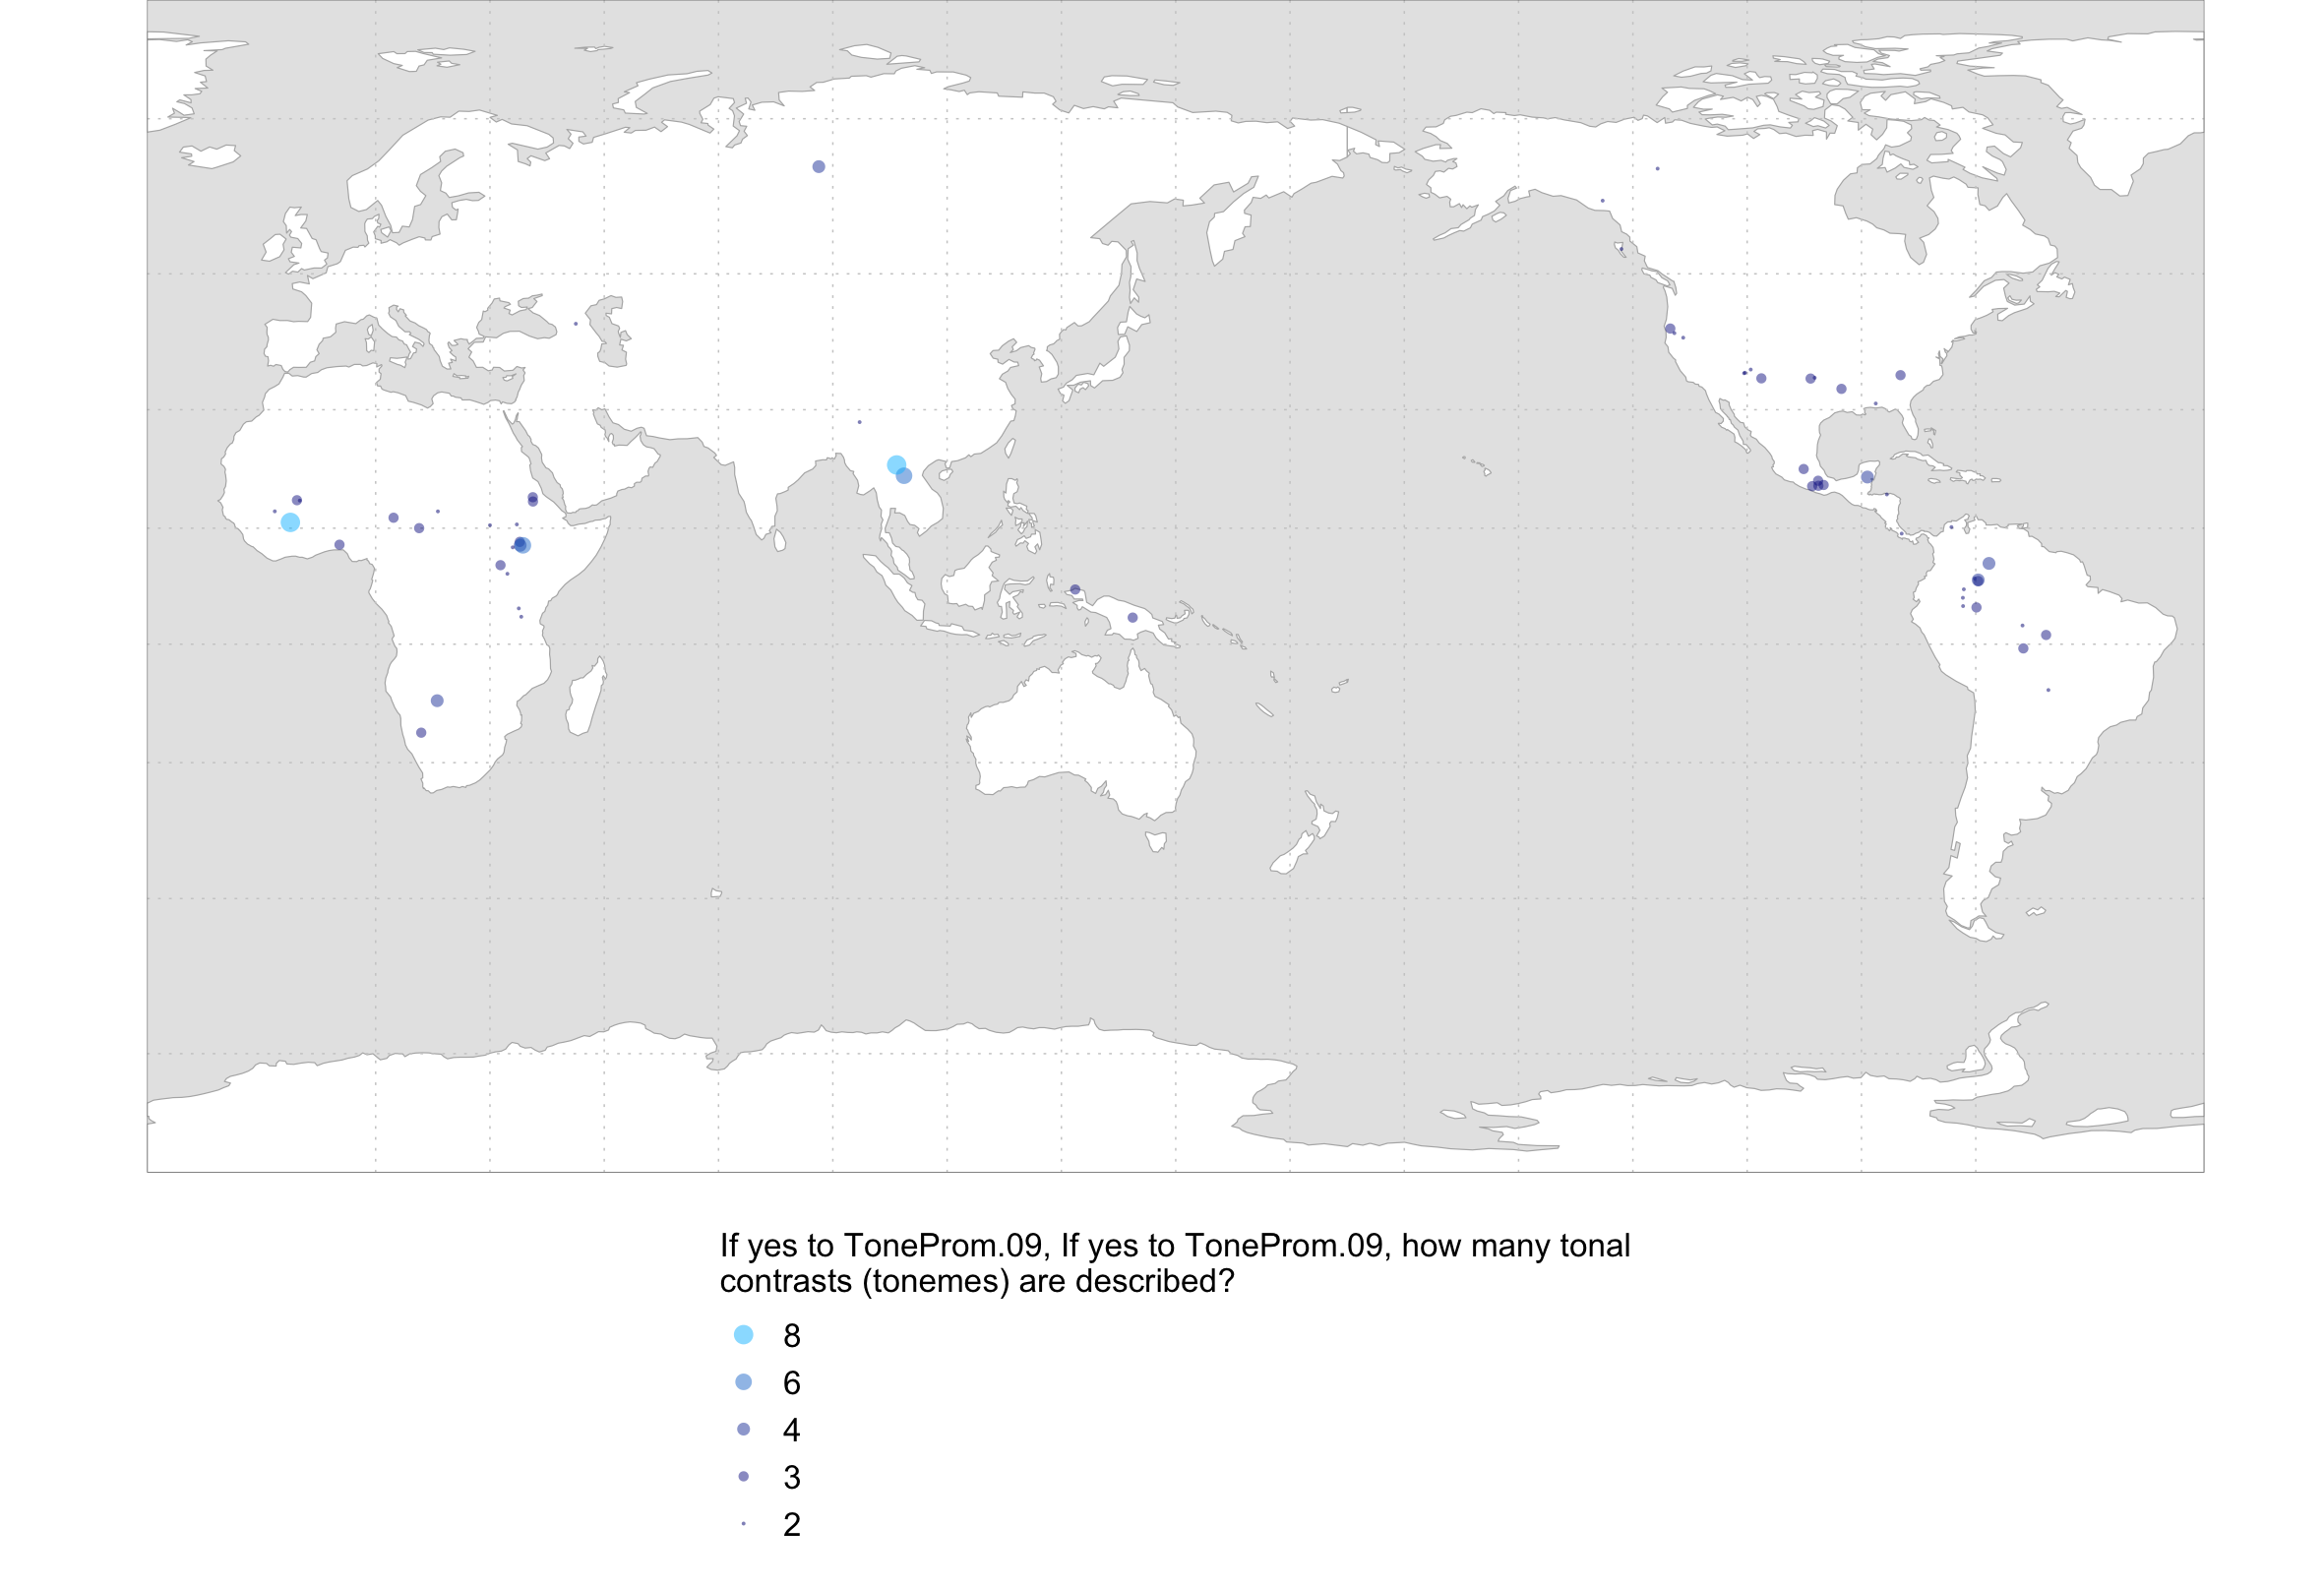 If yes to ToneProm.09, If yes to ToneProm.09, how many tonal
contrasts (tonemes) are described?
8
6
4
3
2